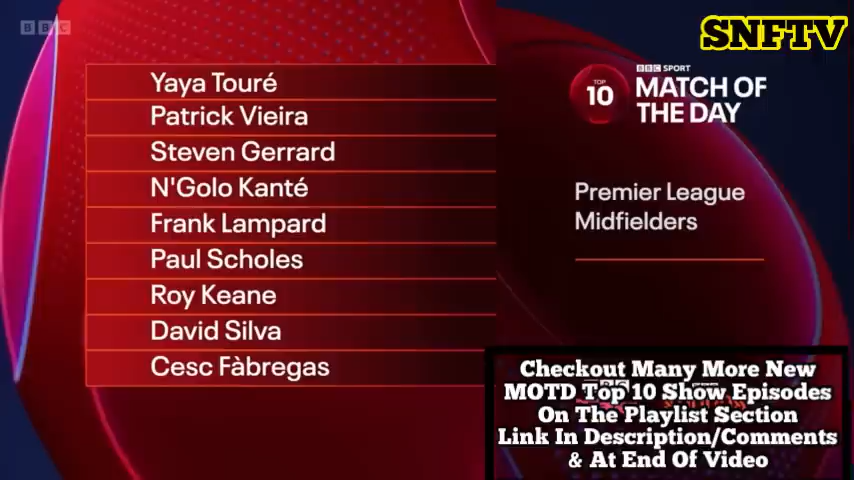 BBC
SNFTV
Yaya Touré
Patrick Vieira
Steven Gerrard
N'Golo Kanté
Frank Lampard
Paul Scholes
Roy Keane
David Silva
Cesc Fàbregas
BBC SPORT
TOP
10
MATCH OF
THE DAY
Premier League
Midfielders
Checkout Many More New
MOTD Top 10 Show Episodes
On The Playlist Section
Link In Description/Comments
& At End Of Video